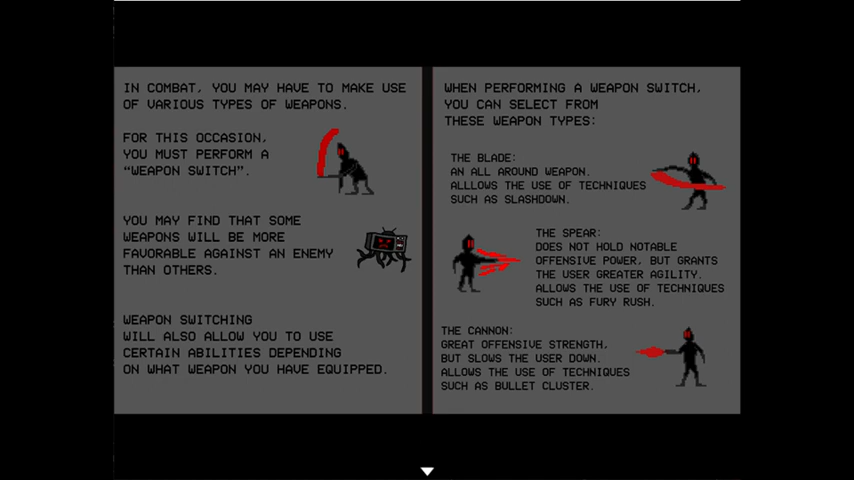 IN COMBAT, YOU MAY HAVE TO MAKE USE
OF VARIOUS TYPES OF WEAPONS.
FOR THIS OCCASION,
YOU MUST PERFORM A
"WEAPON SWITCH".
YOU MAY FIND THAT SOME
WEAPONS WILL BE MORE
FAVORABLE AGAINST AN ENEMY
THAN OTHERS.
WEAPON SWITCHING
WILL ALSO ALLOW YOU TO USE
CERTAIN ABILITIES DEPENDING
ON WHAT WEAPON YOU HAVE EQUIPPED.
WHEN PERFORMING A WEAPON SWITCH,
YOU CAN SELECT FROM
THESE WEAPON TYPES:
THE BLADE:
AN ALL AROUND WEAPON.
ALLLOWS THE USE OF TECHNIQUES
SUCH AS SLASHDOWN.
THE SPEAR:
DOES NOT HOLD NOTABLE
OFFENSIVE POWER, BUT GRANTS
THE USER GREATER AGILITY.
ALLOWS THE USE OF TECHNIQUES
SUCH AS FURY RUSH.
THE CANNON:
GREAT OFFENSIVE STRENGTH,
BUT SLOWS THE USER DOWN.
ALLOWS THE USE OF TECHNIQUES
SUCH AS BULLET CLUSTER.